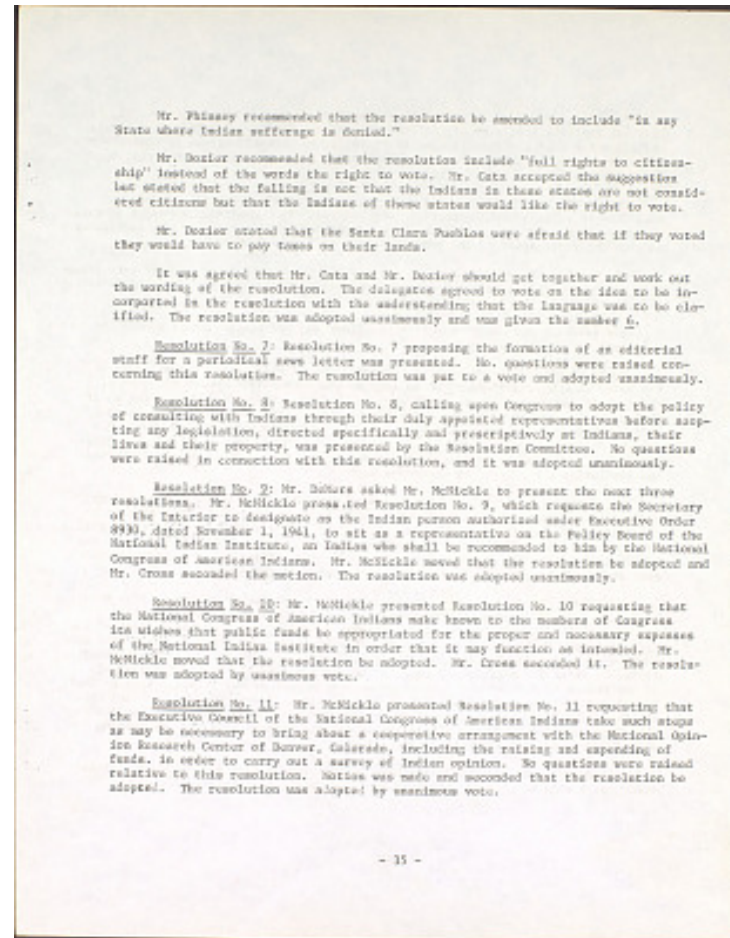 Mr. Phinney recommended that the resolution be amended to include "in any
State where Indian sufferage is denied."
Mr. Dozier recommended that the resolution include "full rights to citizen-
ship" instead of the words the right to vote. Mr. Cata accepted the suggestion
but stated that the falling is not that the Indians in these states are not consid-
ered citizens but that the Indians of these states would like the right to vote.
Mr. Dozier stated that the Santa Clara Pueblos were afraid that if they voted
they would have to pay taxes on their lands.
It was agreed that Mr. Cata and Mr. Dozier should get together and work out
the wording of the resolution. The delegates agreed to vote on the idea to be in-
corported in the resolution with the understanding that the language was to be cla-
ified. The resolution was adopted unanimously and was given the number 6.
Resolution No. 7: Resolution No. 7 proposing the formation of an editorial
staff for a periodical news letter was presented. No. questions were raised con-
cerning this resolution. The resolution was put to a vote and adopted unanimously.
Resolution No. 8: Resolution No. 8, calling upon Congress to adopt the policy
of consulting with Indians through their duly appointed representatives before
ting any legislation, directed specifically and prescriptively at Indians, their
lives and their property, was presented by the Resolution Committee. No questions
were raised in connection with this resolution, and it was adopted unanimously.
Resolution No. 9: Mr. asked Mr. McNickle to present the next three
resolutions. Mr. McNickle presented Resolution No. 9, which requests the Secretary
of the Interior to designate as the Indian person authorized under Executive Order
8930, dated November 1, 1941, to sit as a representative on the Policy Board of the
National Indian Institute, an Indian who shall be recommended to him by the National
Congress of American Indians. Mr. McNickle moved that the resolution be adopted and
Mr. Cross seconded the motion. The resolution was adopted unanimously.
Resolution No. 10: Mr. McNickle presented Resolution No. 10 requesting that
the National Congress of American Indians make known to the members of Congress
its wishes that public funds be appropriated for the proper and necessary expenses
of the National Indian Institute in order that it may function as intended. Mr.
McNickle moved that the resolution be adopted. Mr. Cross seconded it. The resolu-
tion was adopted by unanimous vote.
Resolution No. 11: Mr. McNickle presented Resolution No. 11 requesting that
the Executive Council of the National Congress of American Indians take such steps
as may be necessary to bring about a cooperative arrangement with the National Opin-
ion Research Center of Denver, Colorado, including the raising and expending of
funds. in order to carry out a survey of Indian opinion. No questions were raised
relative to this resolution. Motion was made and seconded that the resolution be
adopted. The resolution was adopted by unanimous vote.
- 35 -